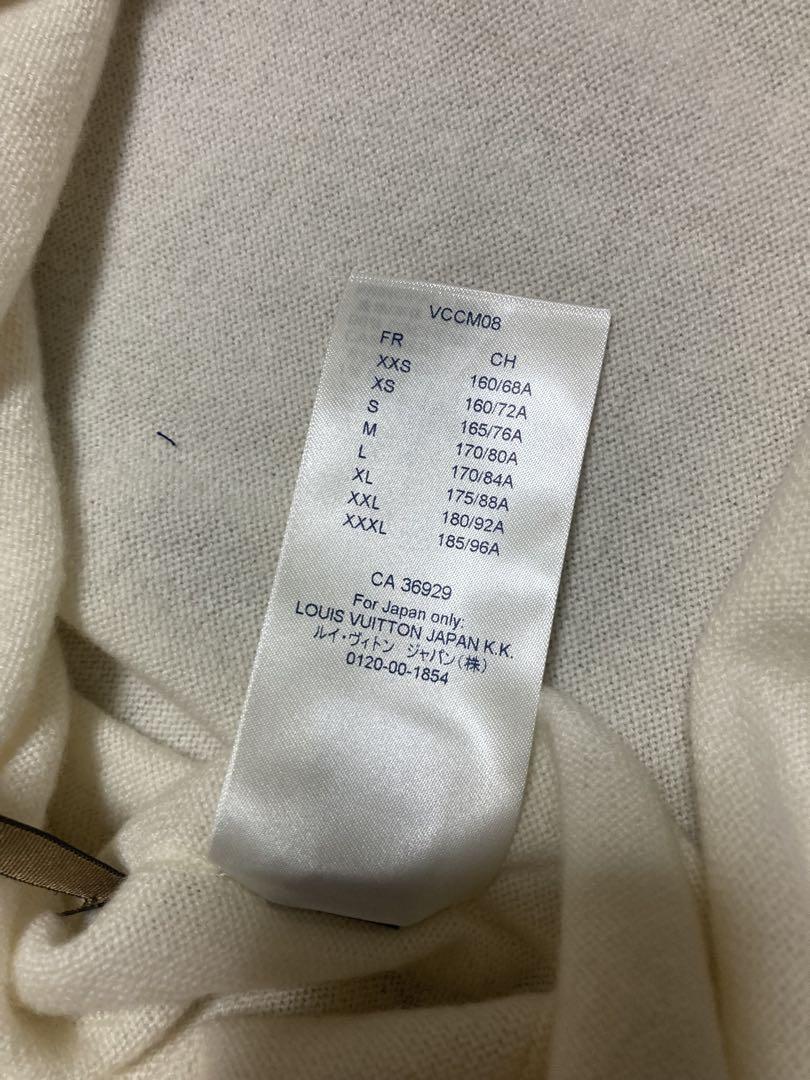 VCCM08
FR CH
XXS 160/68A
XS 160/72A
S 165/76A
M 170/80A
L 170/84A
XL 175/88A
XXL 180/92A
XXXL 185/96A
CA 36929
For Japan only:
LOUIS VUITTON JAPAN K.K.
ルイ・ヴィトン ジャパン(株)
0120-00-1854